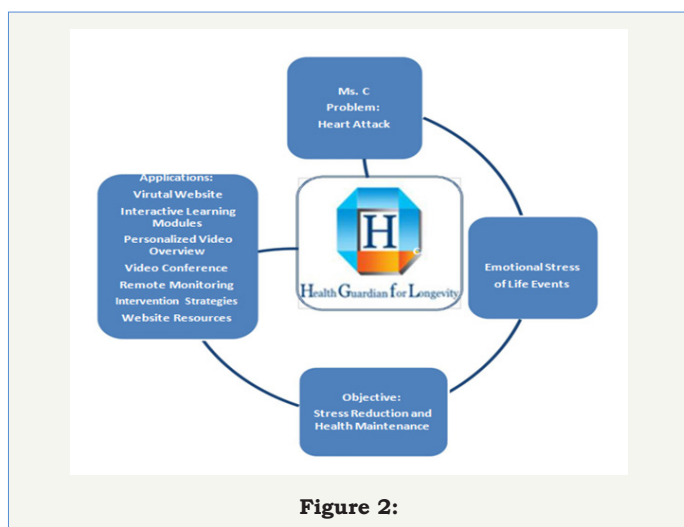 Ms. C
Problem:
Heart Attack
Applications:
Virutal Website
Interactive Learning
Modules
Personalized Video
Overview
Video Conference
Remote Monitoring
Intervention Strategies
Website Resources
H
Health Guardian for Longevity
Emotional Stress
of Life Events
Objective:
Stress Reduction and
Health Maintenance
Figure 2: